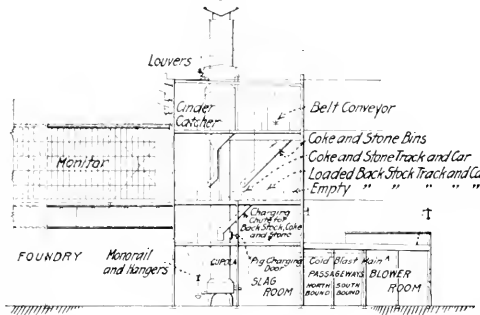 Louvers
Cinder
Catcher
Belt Conveyor
Coke and Stone Bins
Coke and Stone Track and Car
Loaded Back Stock Track and Ca
Empty " " " " "
Monitor
Charging
Chute for
Back Stock, Coke
and Stone
FOUNDRY
Monorail
and Hangers
CUPOLA
Pig Charging
Door
SLAG
ROOM
Cold Blast Main
PASSAGEWAYS
NORTH BOUND
SOUTH BOUND
BLOWER
ROOM